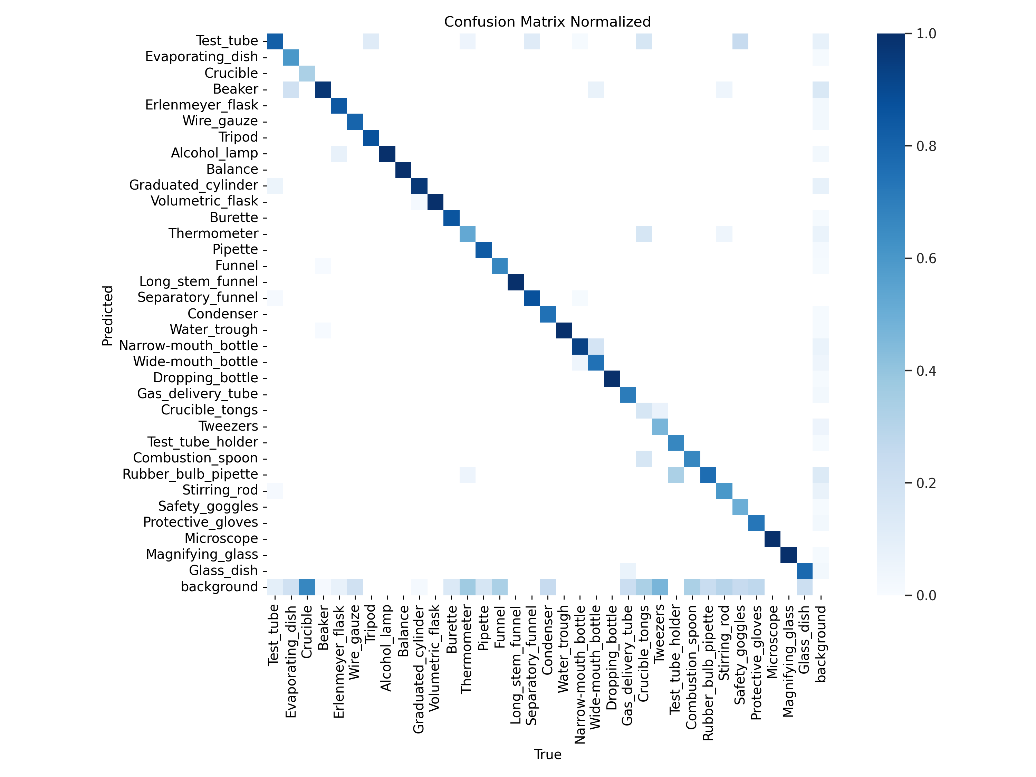 Confusion Matrix Normalized
Predicted
Test_tube
Evaporating_dish
Crucible
Beaker
Erlenmeyer_flask
Wire_gauze
Tripod
Alcohol_lamp
Balance
Graduated_cylinder
Volumetric_flask
Burette
Thermometer
Pipette
Funnel
Long_stem_funnel
Separatory_funnel
Condenser
Water_trough
Narrow-mouth_bottle
Wide-mouth_bottle
Dropping_bottle
Gas_delivery_tube
Crucible_tongs
Tweezers
Test_tube_holder
Combustion_spoon
Rubber_bulb_pipette
Stirring_rod
Safety_goggles
Protective_gloves
Microscope
Magnifying_glass
Glass_dish
background
Test_tube
Evaporating_dish
Crucible
Beaker
Erlenmeyer_flask
Wire_gauze
Tripod
Alcohol_lamp
Balance
Graduated_cylinder
Volumetric_flask
Burette
Thermometer
Pipette
Funnel
Long_stem_funnel
Separatory_funnel
Condenser
Water_trough
Narrow-mouth_bottle
Wide-mouth_bottle
Dropping_bottle
Gas_delivery_tube
Crucible_tongs
Tweezers
Test_tube_holder
Combustion_spoon
Rubber_bulb_pipette
Stirring_rod
Safety_goggles
Protective_gloves
Microscope
Magnifying_glass
Glass_dish
background
True
1.0
0.8
0.6
0.4
0.2
0.0